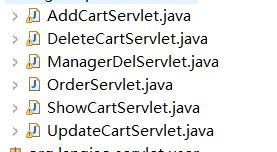 AddCartServlet.java
DeleteCartServlet.java
ManagerDelServlet.java
OrderServlet.java
ShowCartServlet.java
UpdateCartServlet.java